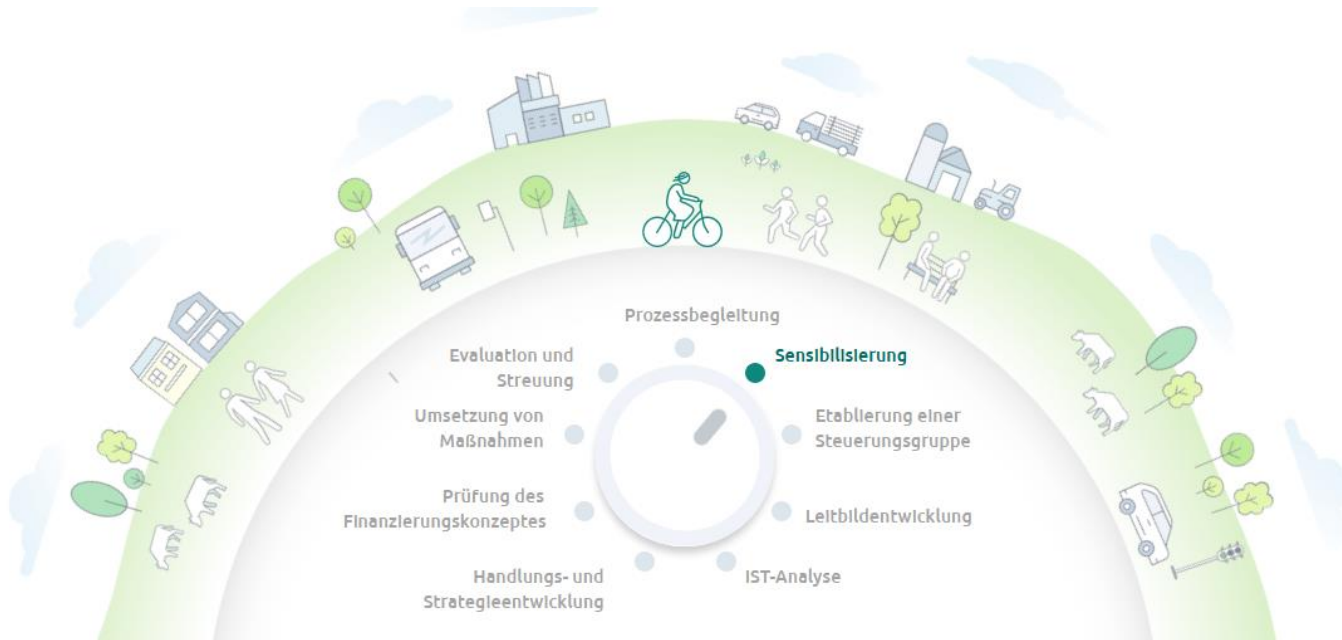 Prozessbegleitung
Sensibilisierung
Etablierung einer
Steuerungsgruppe
Leitbildentwicklung
IST-Analyse
Handlungs- und
Strategieentwicklung
Prüfung des
Finanzierungskonzeptes
Umsetzung von
Maßnahmen
Evaluation und
Streuung